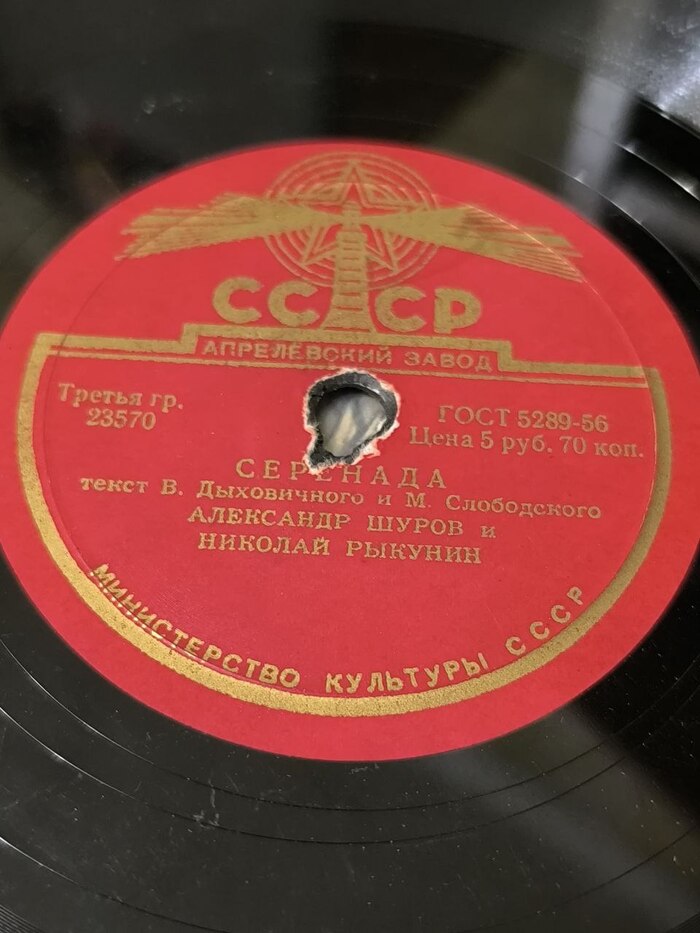 СССР
АПРЕЛЕВСКИЙ ЗАВОД
Третья гр.
23570
ГОСТ 5289-56
Цена 5 руб. 70 коп.
СЕРЕНАДА
текст В. Дыховичного и М. Слободского
АЛЕКСАНДР ШУРОВ и
НИКОЛАЙ РЫКУНИН
МИНИСТЕРСТВО КУЛЬТУРЫ СССР